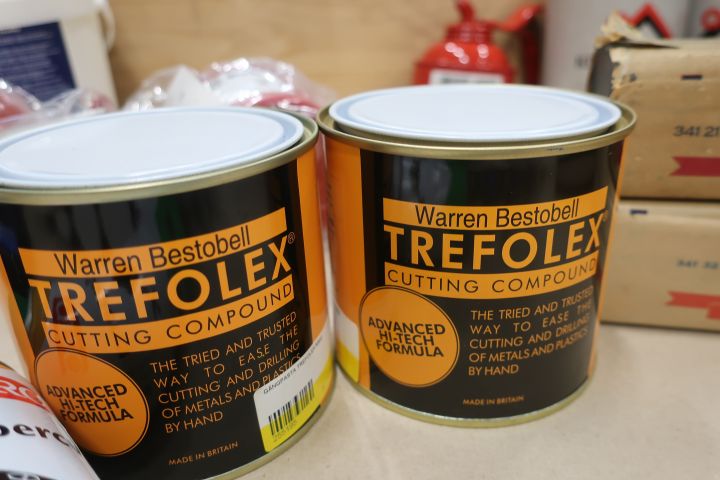 Warren Bestobell
TREFOLEX®
CUTTING COMPOUND
ADVANCED
HI-TECH
FORMULA
THE TRIED AND TRUSTED
WAY TO EASE THE
CUTTING AND DRILLING
OF METALS AND PLASTICS
BY HAND
MADE IN BRITAIN
Warren Bestobell
TREFOLEX
CUTTING COMPOUND
ADVANCED
HI-TECH
FORMULA
THE TRIED AND TRUSTED
WAY TO EASE THE
CUTTING AND DRILLING
OF METALS AND PLASTICS
BY HAND
MADE IN BRITAIN
341 21